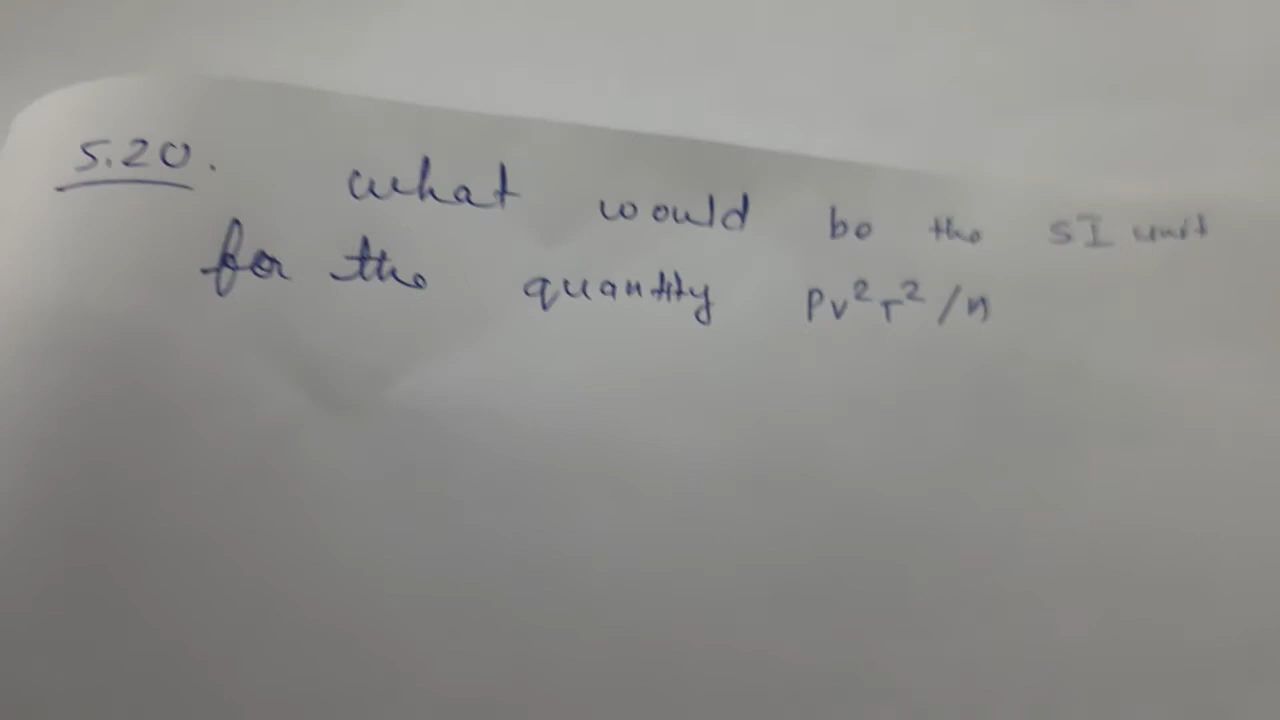 5.20. what would be the SI unit
for the quantity pv²T²/n